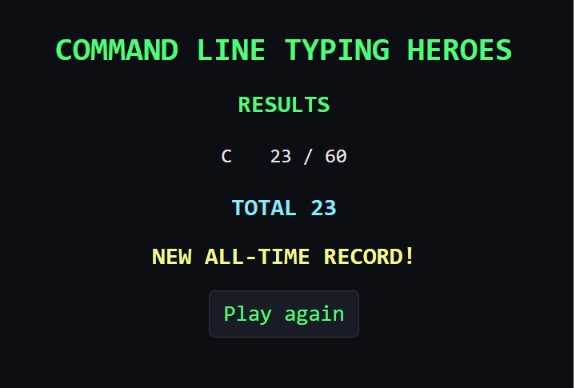 COMMAND LINE TYPING HEROES
RESULTS
C 23 / 60
TOTAL 23
NEW ALL-TIME RECORD!
Play again